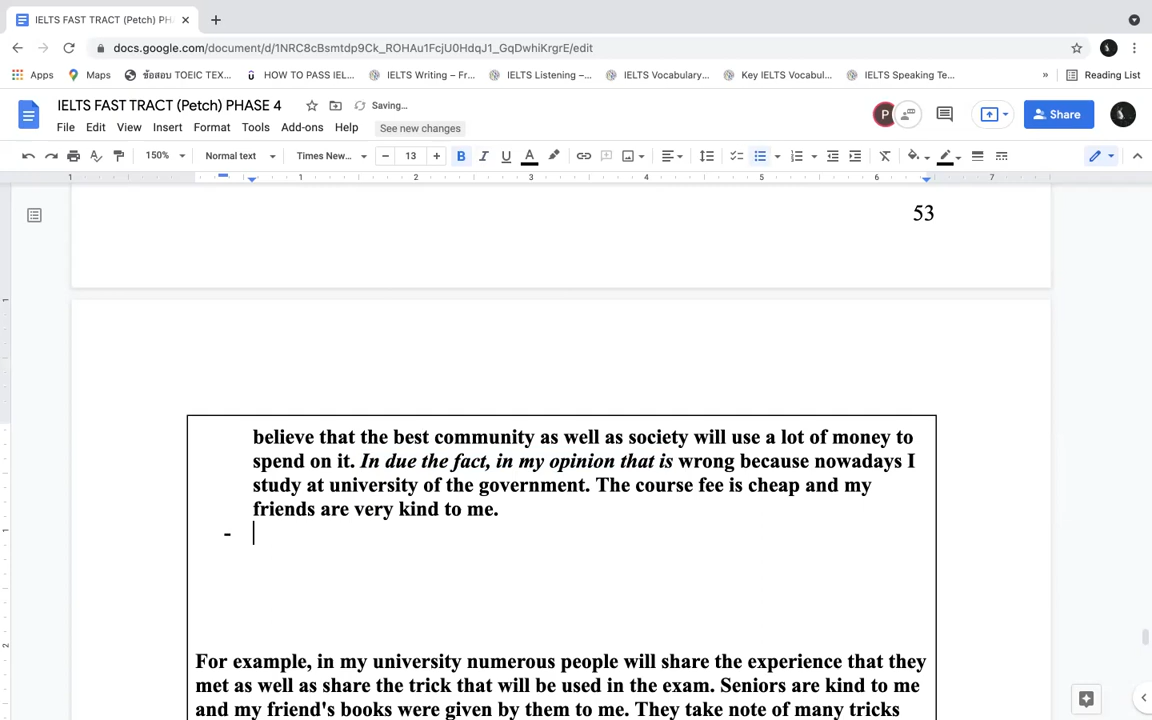 IELTS FAST TRACT (Petch) PH
docs.google.com/document/d/1NRC8cBsmtdp9Ck_ROHAu1FcjU0HdqJ1_GqDwhiKrgrE/edit
Apps Maps ข้อสอบ TOEIC TEX... HOW TO PASS IEL... IELTS Writing – Fr... IELTS Listening –... IELTS Vocabulary... Key IELTS Vocabul... IELTS Speaking Te... » Reading List
IELTS FAST TRACT (Petch) PHASE 4 Saving... P Share
File Edit View Insert Format Tools Add-ons Help See new changes
150% Normal text Times New... – 13 + B I U A
1 1 2 3 4 5 6 7
53
believe that the best community as well as society will use a lot of money to
spend on it. In due the fact, in my opinion that is wrong because nowadays I
study at university of the government. The course fee is cheap and my
friends are very kind to me.
-
For example, in my university numerous people will share the experience that they
met as well as share the trick that will be used in the exam. Seniors are kind to me
and my friend's books were given by them to me. They take note of many tricks